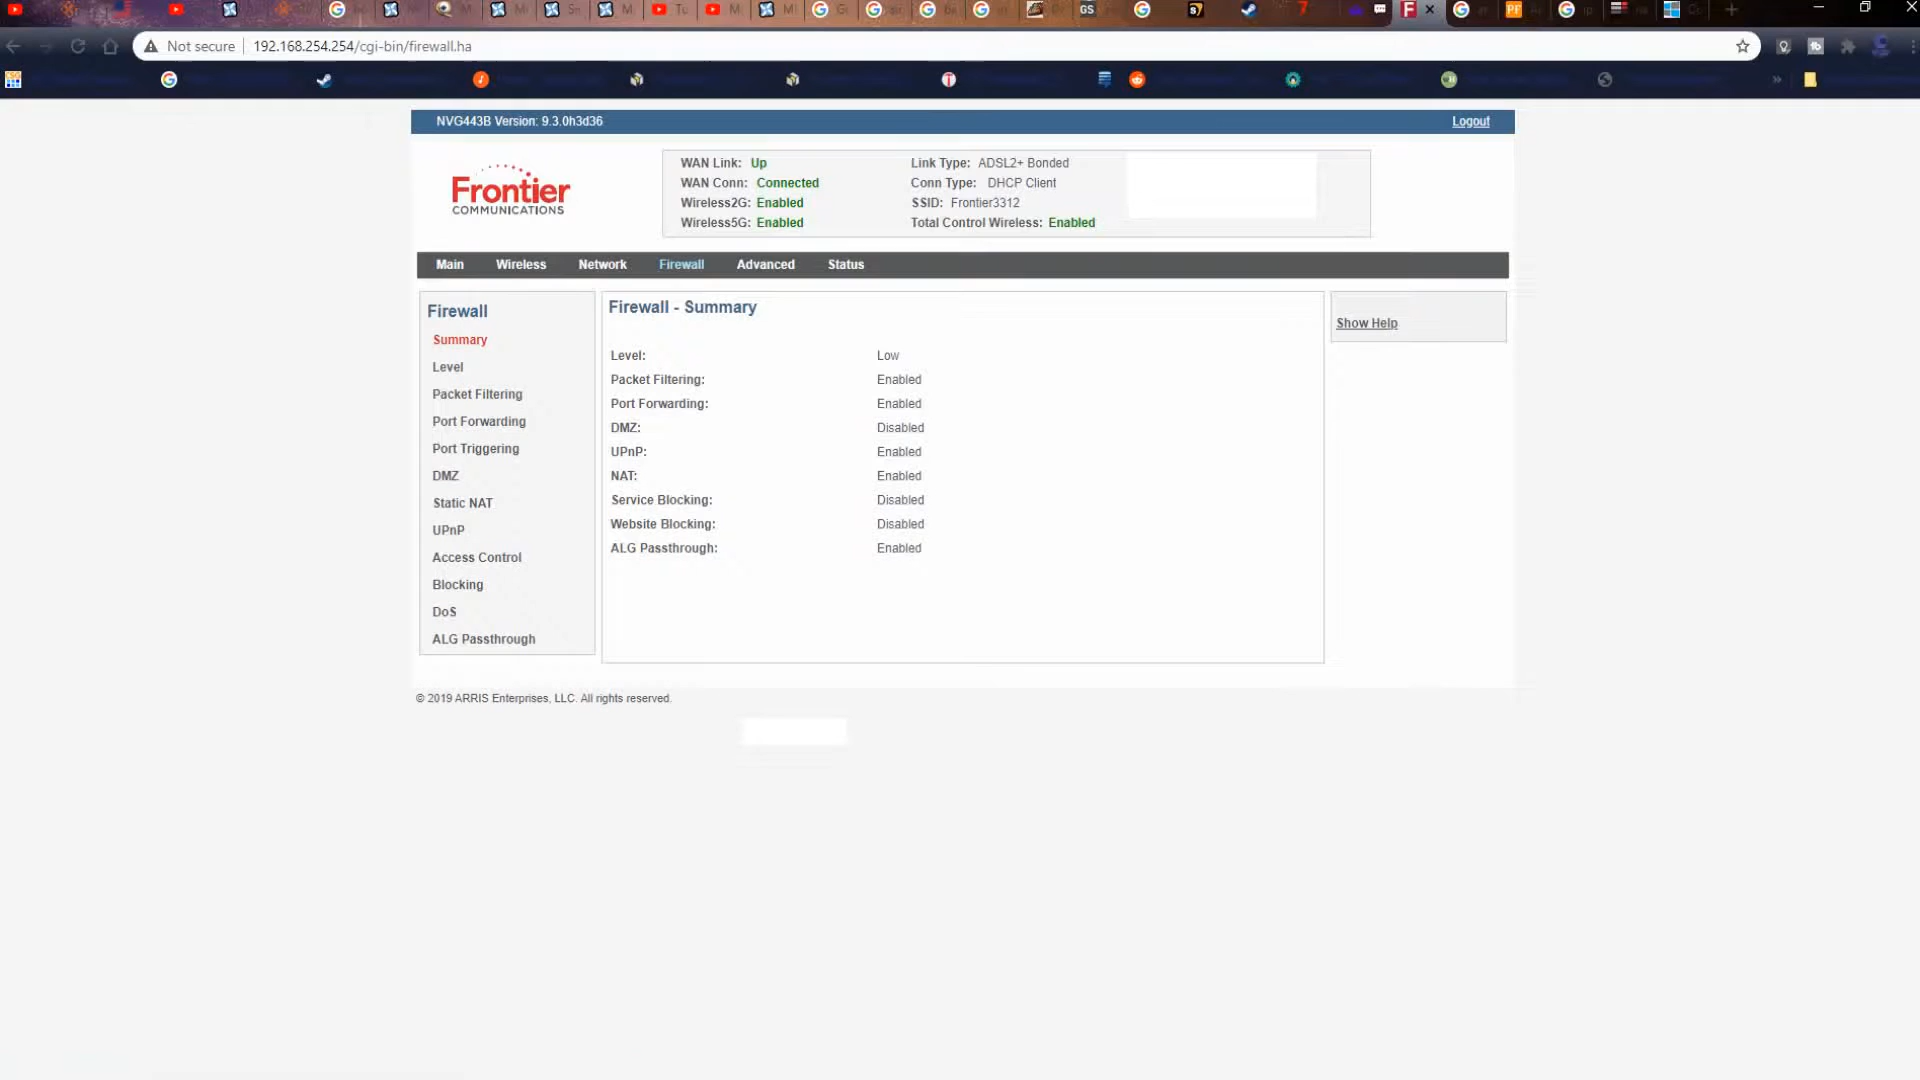 Not secure 192.168.254.254/cgi-bin/firewall.ha
NVG443B Version: 9.3.0h3d36 Logout
Frontier
COMMUNICATIONS
WAN Link: Up Link Type: ADSL2+ Bonded
WAN Conn: Connected Conn Type: DHCP Client
Wireless2G: Enabled SSID: Frontier3312
Wireless5G: Enabled Total Control Wireless: Enabled
Main Wireless Network Firewall Advanced Status
Firewall
Summary
Level
Packet Filtering
Port Forwarding
Port Triggering
DMZ
Static NAT
UPnP
Access Control
Blocking
DoS
ALG Passthrough
Firewall - Summary
Level: Low
Packet Filtering: Enabled
Port Forwarding: Enabled
DMZ: Disabled
UPnP: Enabled
NAT: Enabled
Service Blocking: Disabled
Website Blocking: Disabled
ALG Passthrough: Enabled
Show Help
© 2019 ARRIS Enterprises, LLC. All rights reserved.